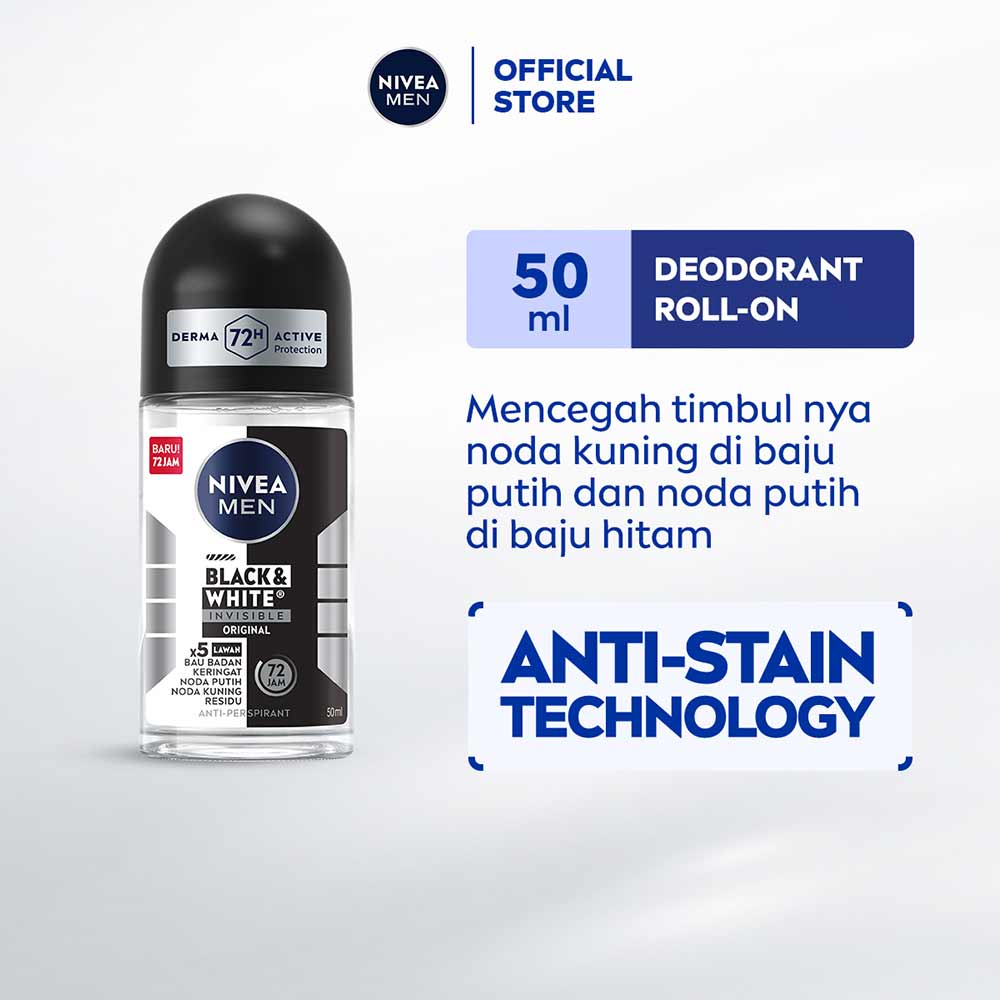 NIVEA
MEN
OFFICIAL
STORE
50
ml
DEODORANT
ROLL-ON
DERMA 72H ACTIVE
Protection
Mencegah timbul nya
noda kuning di baju
putih dan noda putih
di baju hitam
BARU!
72JAM
NIVEA
MEN
BLACK&
WHITE®
INVISIBLE
ORIGINAL
x5 LAWAN
BAU BADAN
KERINGAT
NODA PUTIH
NODA KUNING
RESIDU
72
JAM
ANTI-PERSPIRANT
50ml
ANTI-STAIN
TECHNOLOGY